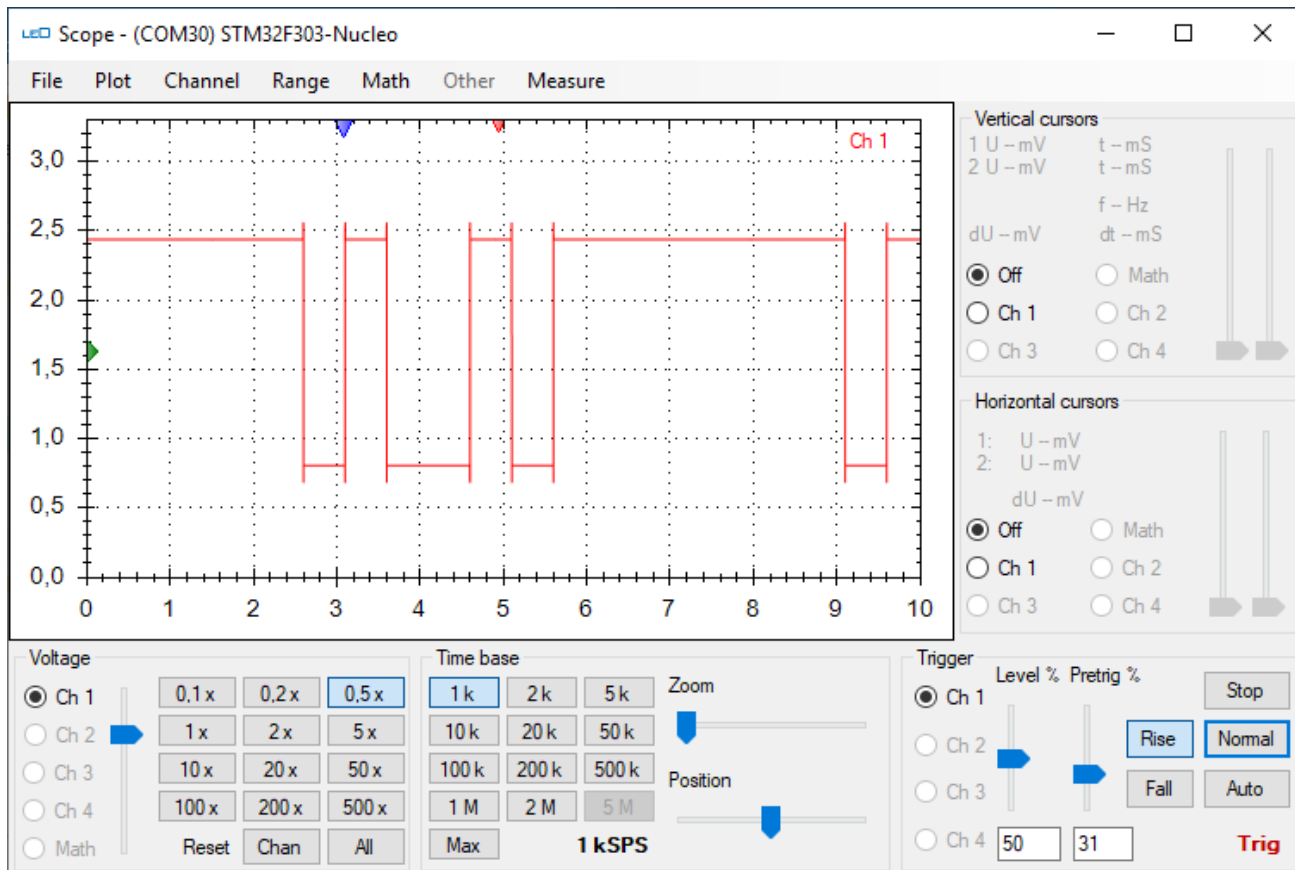 LEO Scope - (COM30) STM32F303-Nucleo
File Plot Channel Range Math Other Measure
Ch 1
3,0
2,5
2,0
1,5
1,0
0,5
0,0
0 1 2 3 4 5 6 7 8 9 10
Vertical cursors
1 U -- mV t -- mS
2 U -- mV t -- mS
f -- Hz
dU -- mV dt -- mS
Off Math
Ch 1 Ch 2
Ch 3 Ch 4
Horizontal cursors
1: U -- mV
2: U -- mV
dU -- mV
Off Math
Ch 1 Ch 2
Ch 3 Ch 4
Voltage
Ch 1 0,1 x 0,2 x 0,5 x
Ch 2 1 x 2 x 5 x
Ch 3 10 x 20 x 50 x
Ch 4 100 x 200 x 500 x
Math Reset Chan All
Time base
1 k 2 k 5 k
10 k 20 k 50 k
100 k 200 k 500 k
1 M 2 M 5 M
Max 1 kSPS
Zoom
Position
Trigger
Level % Pretrig %
Ch 1 Stop
Ch 2 Rise Normal
Ch 3 Fall Auto
Ch 4 50 31 Trig